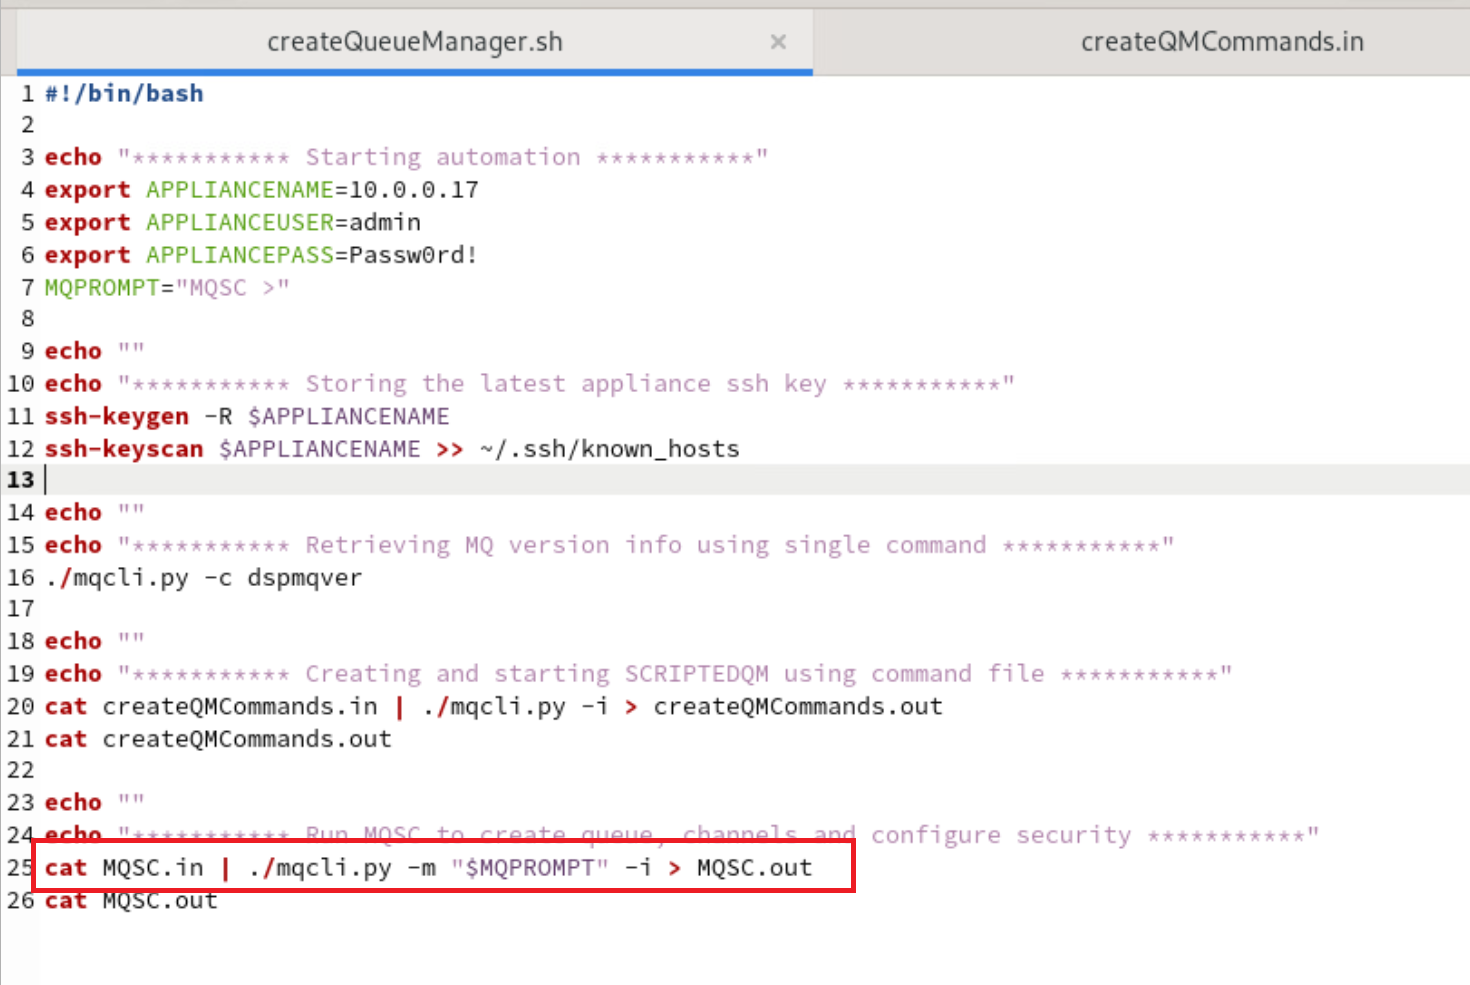 createQueueManager.sh × createQMCommands.in
1 #!/bin/bash
2
3 echo "*********** Starting automation ***********"
4 export APPLIANCENAME=10.0.0.17
5 export APPLIANCEUSER=admin
6 export APPLIANCEPASS=Passw0rd!
7 MQPROMPT="MQSC >"
8
9 echo ""
10 echo "*********** Storing the latest appliance ssh key ***********"
11 ssh-keygen -R $APPLIANCENAME
12 ssh-keyscan $APPLIANCENAME >> ~/.ssh/known_hosts
13
14 echo ""
15 echo "*********** Retrieving MQ version info using single command ***********"
16 ./mqcli.py -c dspmqver
17
18 echo ""
19 echo "*********** Creating and starting SCRIPTEDQM using command file ***********"
20 cat createQMCommands.in | ./mqcli.py -i > createQMCommands.out
21 cat createQMCommands.out
22
23 echo ""
24 echo "*********** Run MQSC to create queue, channels and configure security ***********"
25 cat MQSC.in | ./mqcli.py -m "$MQPROMPT" -i > MQSC.out
26 cat MQSC.out